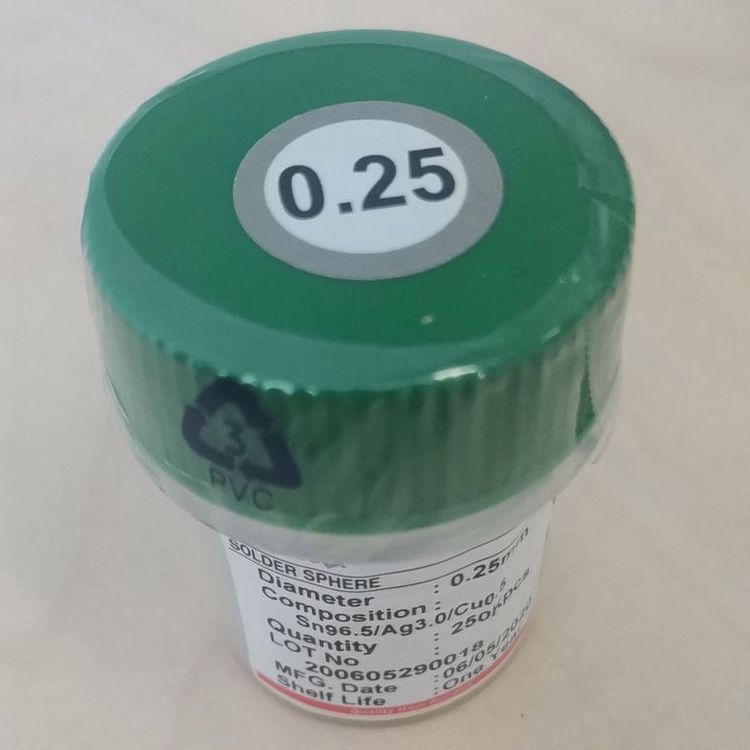 0.25
3
PVC
SOLDER SPHERE
Diameter : 0.25mm
Composition :
Sn96.5/Ag3.0/Cu0.5
Quantity : 250Kpcs
LOT No :
200605290018
MFG. Date : 06/05/2020
Shelf Life : One Year